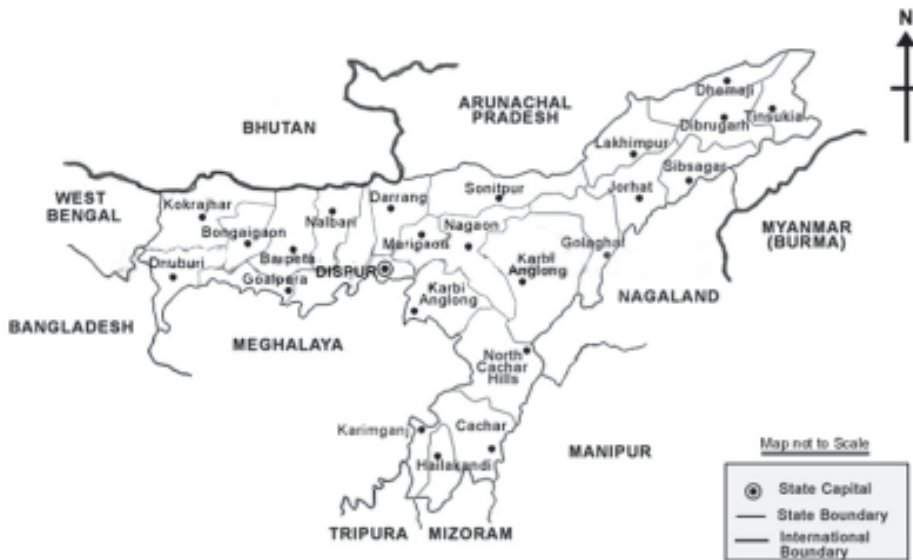 N
Dhemaji
ARUNACHAL
PRADESH
Tinsukia
BHUTAN
Dibrugarh
Lakhimpur
Sibsagar
WEST
BENGAL
Kokrajhar
Darrang
Sonitpur
Jorhat
Nalbari
MYANMAR
(BURMA)
Bongaigaon
Nagaon
Golaghat
Barpeta
Karbi
Anglong
DISPUR
Goalpara
Karbi
Anglong
NAGALAND
BANGLADESH
MEGHALAYA
North
Cachar
Hills
Karimganj
Cachar
MANIPUR
Hailakandi
TRIPURA
MIZORAM
Map not to Scale
State Capital
State Boundary
International
Boundary